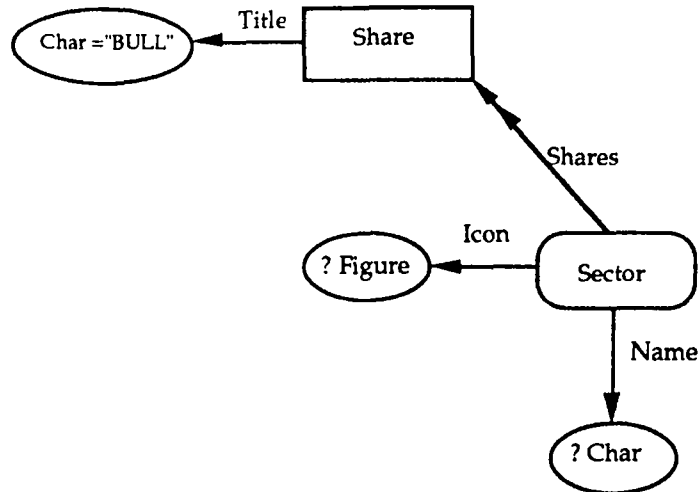 Title
Char ="BULL"
Share
Shares
Icon
? Figure
Sector
Name
? Char